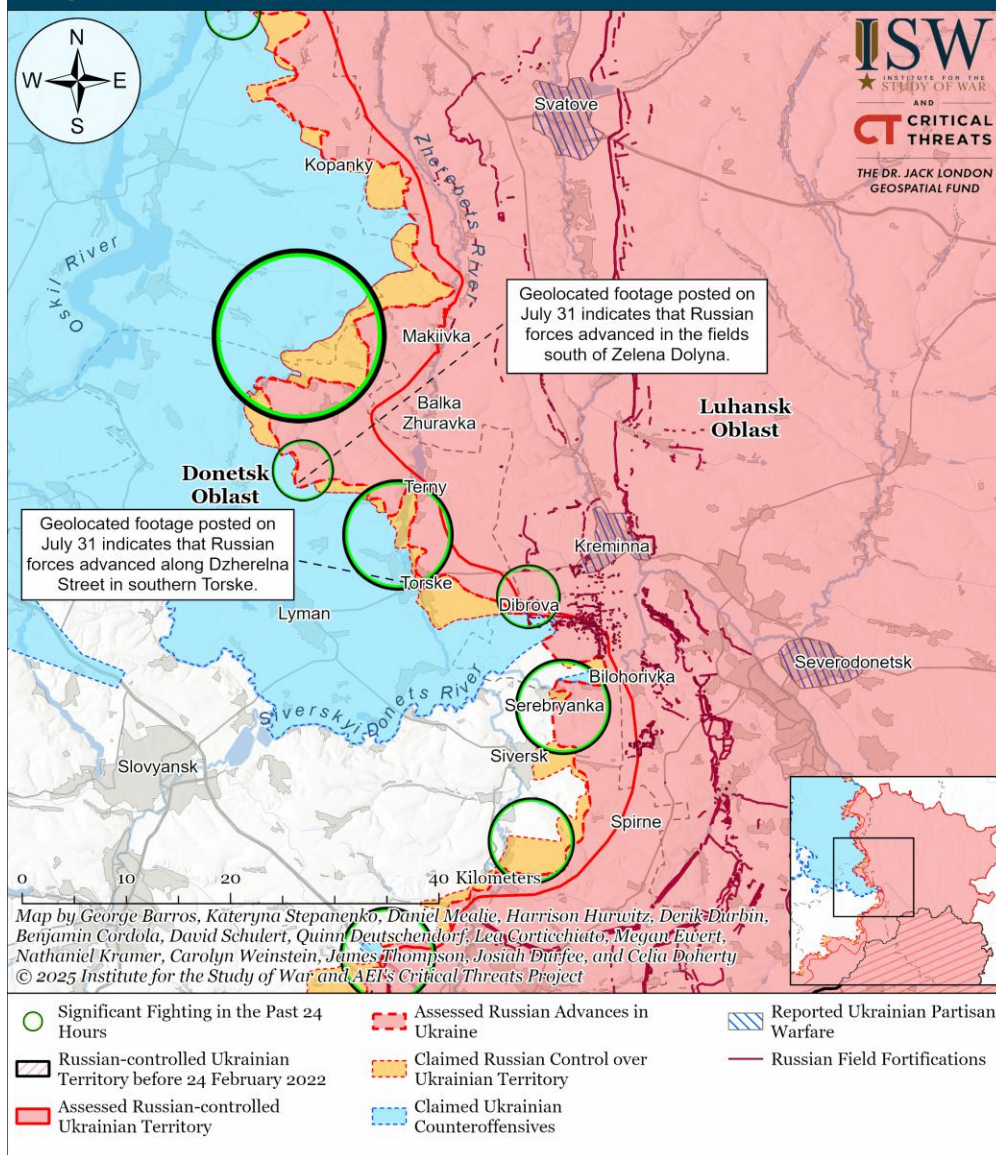 N
W
E
S
ISW
INSTITUTE FOR THE
STUDY OF WAR
AND
CT CRITICAL
THREATS
THE DR. JACK LONDON
GEOSPATIAL FUND
Svatove
Zherebets River
Kopanky
Oskil River
Geolocated footage posted on
July 31 indicates that Russian
forces advanced in the fields
south of Zelena Dolyna.
Makiivka
Balka
Zhuravka
Luhansk
Oblast
Donetsk
Oblast
Terny
Geolocated footage posted on
July 31 indicates that Russian
forces advanced along Dzherelna
Street in southern Torske.
Kreminna
Torske
Dibrova
Lyman
Severodonetsk
Bilohorivka
Serebryanka
Siverskyi Donets River
Siversk
Slovyansk
Spirne
0 10 20 40 Kilometers
Map by George Barros, Kateryna Stepanenko, Daniel Mealie, Harrison Hurwitz, Derik Durbin,
Benjamin Cordola, David Schulert, Quinn Deutschendorf, Lea Corticchiato, Megan Ewert,
Nathaniel Kramer, Carolyn Weinstein, James Thompson, Josiah Durfee, and Celia Doherty
© 2025 Institute for the Study of War and AEI's Critical Threats Project
Significant Fighting in the Past 24
Hours
Russian-controlled Ukrainian
Territory before 24 February 2022
Assessed Russian-controlled
Ukrainian Territory
Assessed Russian Advances in
Ukraine
Claimed Russian Control over
Ukrainian Territory
Claimed Ukrainian
Counteroffensives
Reported Ukrainian Partisan
Warfare
Russian Field Fortifications